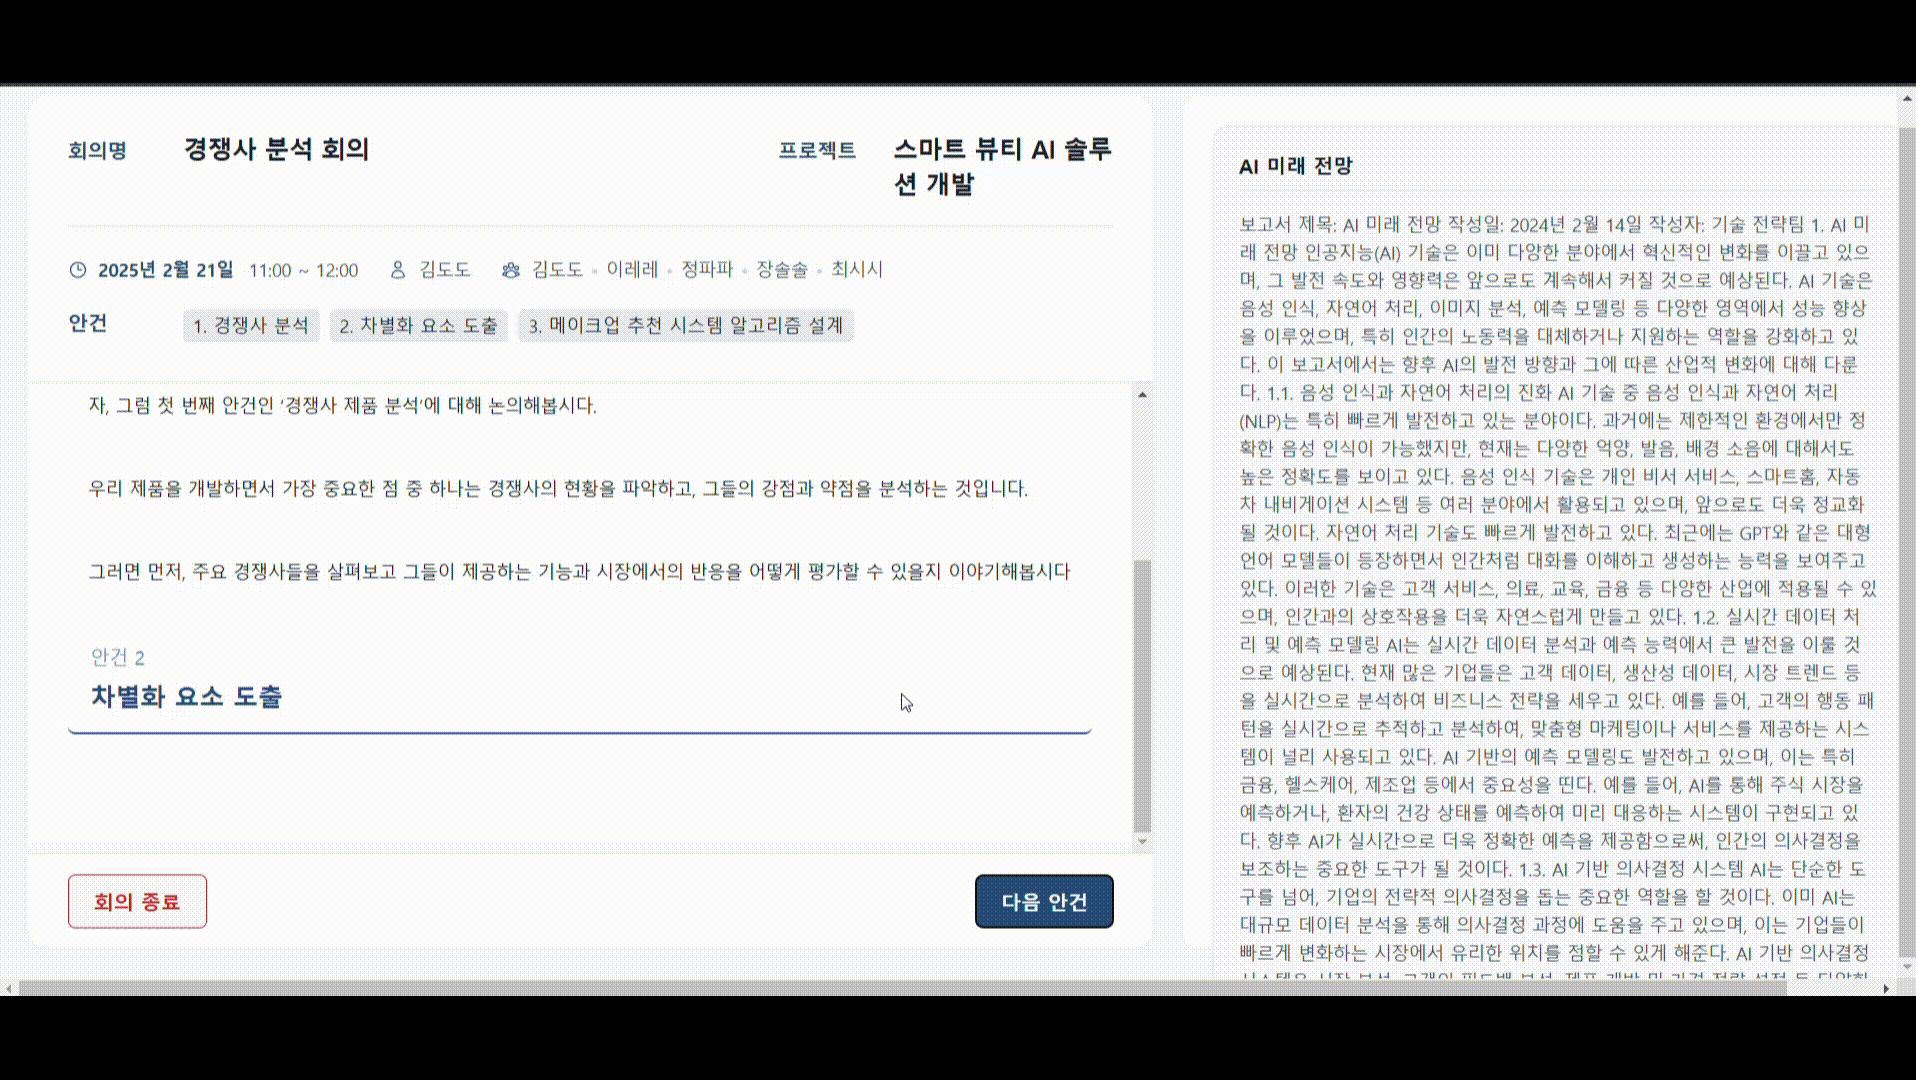 회의명
경쟁사 분석 회의
프로젝트
스마트 뷰티 AI 솔루
션 개발
2025년 2월 21일 11:00 ~ 12:00 김도도 김도도 이레레 정파파 장솔솔 최시시
안건
1. 경쟁사 분석 2. 차별화 요소 도출 3. 메이크업 추천 시스템 알고리즘 설계
자, 그럼 첫 번째 안건인 ‘경쟁사 제품 분석’에 대해 논의해봅시다.
우리 제품을 개발하면서 가장 중요한 점 중 하나는 경쟁사의 현황을 파악하고, 그들의 강점과 약점을 분석하는 것입니다.
그러면 먼저, 주요 경쟁사들을 살펴보고 그들이 제공하는 기능과 시장에서의 반응을 어떻게 평가할 수 있을지 이야기해봅시다
안건 2
차별화 요소 도출
회의 종료
다음 안건
AI 미래 전망
보고서 제목: AI 미래 전망 작성일: 2024년 2월 14일 작성자: 기술 전략팀 1. AI 미
래 전망 인공지능(AI) 기술은 이미 다양한 분야에서 혁신적인 변화를 이끌고 있으
며, 그 발전 속도와 영향력은 앞으로도 계속해서 커질 것으로 예상된다. AI 기술은
음성 인식, 자연어 처리, 이미지 분석, 예측 모델링 등 다양한 영역에서 성능 향상
을 이루었으며, 특히 인간의 노동력을 대체하거나 지원하는 역할을 강화하고 있
다. 이 보고서에서는 향후 AI의 발전 방향과 그에 따른 산업적 변화에 대해 다룬
다. 1.1. 음성 인식과 자연어 처리의 진화 AI 기술 중 음성 인식과 자연어 처리
(NLP)는 특히 빠르게 발전하고 있는 분야이다. 과거에는 제한적인 환경에서만 정
확한 음성 인식이 가능했지만, 현재는 다양한 억양, 발음, 배경 소음에 대해서도
높은 정확도를 보이고 있다. 음성 인식 기술은 개인 비서 서비스, 스마트홈, 자동
차 내비게이션 시스템 등 여러 분야에서 활용되고 있으며, 앞으로도 더욱 정교화
될 것이다. 자연어 처리 기술도 빠르게 발전하고 있다. 최근에는 GPT와 같은 대형
언어 모델들이 등장하면서 인간처럼 대화를 이해하고 생성하는 능력을 보여주고
있다. 이러한 기술은 고객 서비스, 의료, 교육, 금융 등 다양한 산업에 적용될 수 있
으며, 인간과의 상호작용을 더욱 자연스럽게 만들고 있다. 1.2. 실시간 데이터 처
리 및 예측 모델링 AI는 실시간 데이터 분석과 예측 능력에서 큰 발전을 이룰 것
으로 예상된다. 현재 많은 기업들은 고객 데이터, 생산성 데이터, 시장 트렌드 등
을 실시간으로 분석하여 비즈니스 전략을 세우고 있다. 예를 들어, 고객의 행동 패
턴을 실시간으로 추적하고 분석하여, 맞춤형 마케팅이나 서비스를 제공하는 시스
템이 널리 사용되고 있다. AI 기반의 예측 모델링도 발전하고 있으며, 이는 특히
금융, 헬스케어, 제조업 등에서 중요성을 띤다. 예를 들어, AI를 통해 주식 시장을
예측하거나, 환자의 건강 상태를 예측하여 미리 대응하는 시스템이 구현되고 있
다. 향후 AI가 실시간으로 더욱 정확한 예측을 제공함으로써, 인간의 의사결정을
보조하는 중요한 도구가 될 것이다. 1.3. AI 기반 의사결정 시스템 AI는 단순한 도
구를 넘어, 기업의 전략적 의사결정을 돕는 중요한 역할을 할 것이다. 이미 AI는
대규모 데이터 분석을 통해 의사결정 과정에 도움을 주고 있으며, 이는 기업들이
빠르게 변화하는 시장에서 유리한 위치를 점할 수 있게 해준다. AI 기반 의사결정